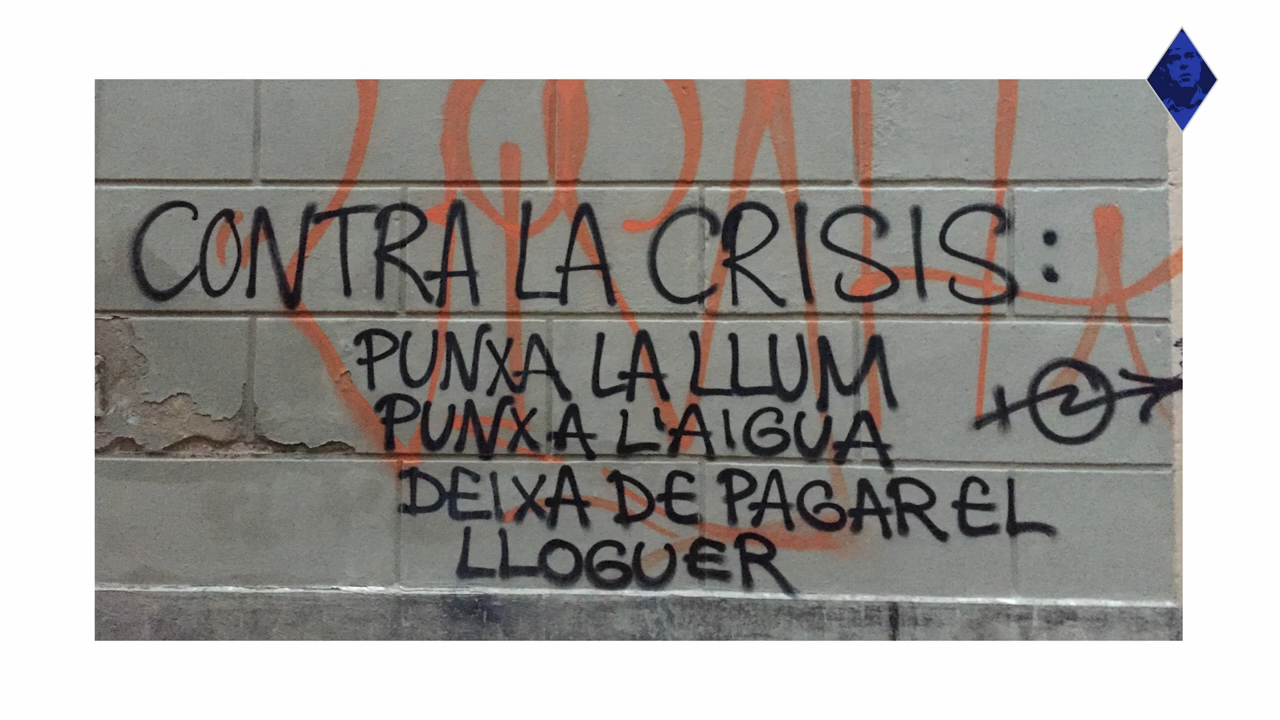 CONTRA LA CRISIS:
PUNXA LA LLUM
PUNXA L'AIGUA
DEIXA DE PAGAR EL
LLOGUER